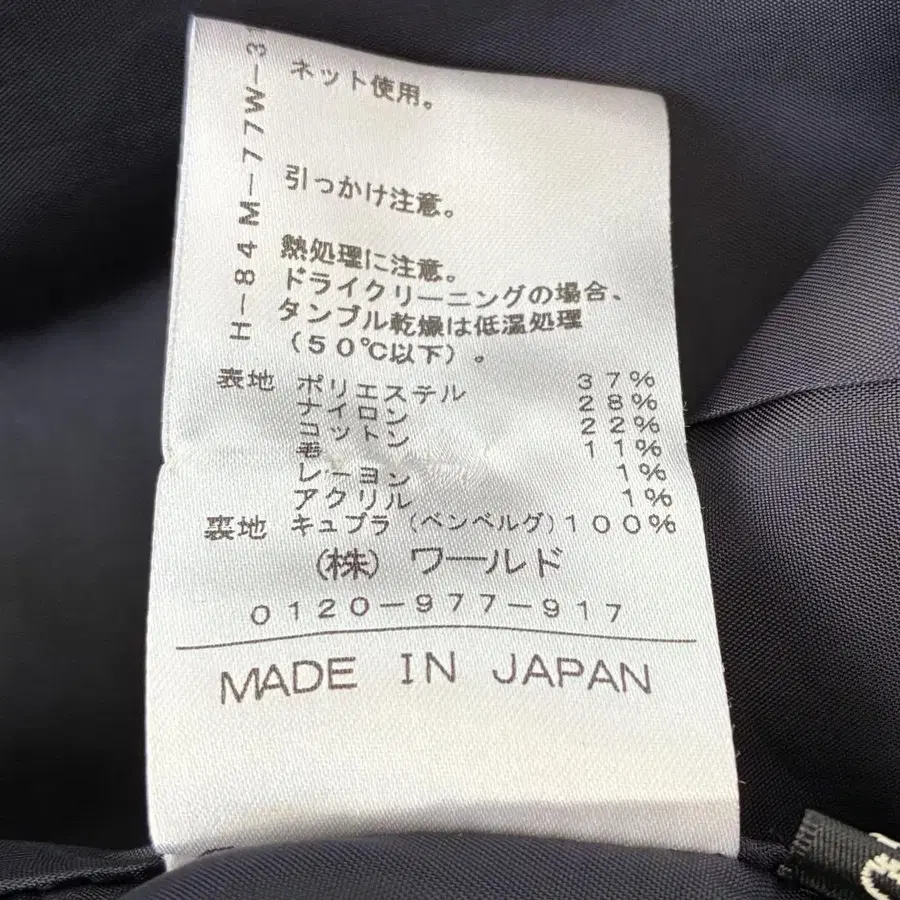 ネット使用。
引っかけ注意。
熱処理に注意。
ドライクリーニングの場合、
タンブル乾燥は低温処理
(50℃以下)。
表地 ポリエステル 37%
ナイロン 28%
コットン 22%
毛 11%
レーヨン 1%
アクリル 1%
裏地 キュプラ(ベンベルグ)100%
(株)ワールド
0120-977-917
MADE IN JAPAN
H-84M-77W-3